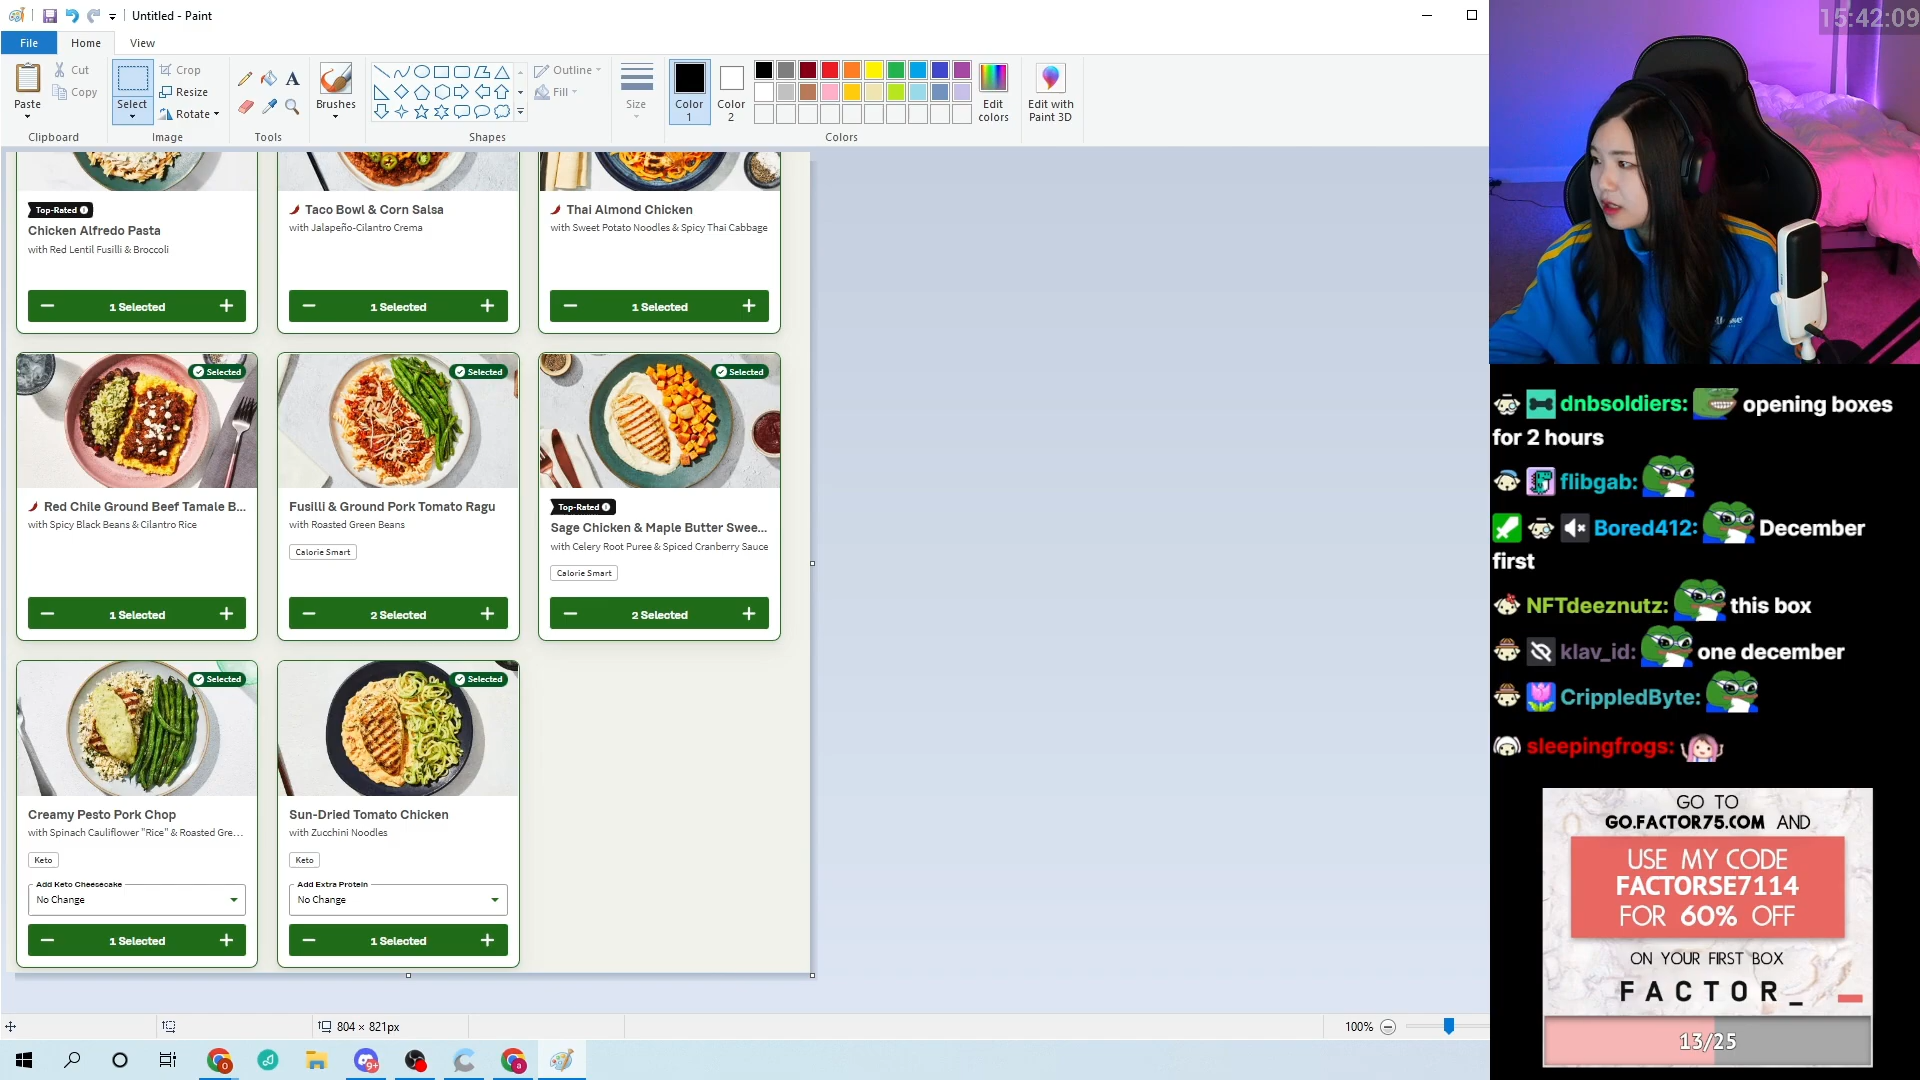 Untitled - Paint
15:42:09
File
Home
View
Paste
Cut
Copy
Clipboard
Select
Crop
Resize
Rotate
Image
A
Tools
Brushes
Shapes
Outline
Fill
Size
Color 1
Color 2
Edit colors
Colors
Edit with Paint 3D
Top-Rated
Chicken Alfredo Pasta
with Red Lentil Fusilli & Broccoli
1 Selected
Taco Bowl & Corn Salsa
with Jalapeño-Cilantro Crema
1 Selected
Thai Almond Chicken
with Sweet Potato Noodles & Spicy Thai Cabbage
1 Selected
Selected
Red Chile Ground Beef Tamale B...
with Spicy Black Beans & Cilantro Rice
1 Selected
Selected
Fusilli & Ground Pork Tomato Ragu
with Roasted Green Beans
Calorie Smart
2 Selected
Selected
Top-Rated
Sage Chicken & Maple Butter Swee...
with Celery Root Puree & Spiced Cranberry Sauce
Calorie Smart
2 Selected
Selected
Creamy Pesto Pork Chop
with Spinach Cauliflower "Rice" & Roasted Gre...
Keto
Add Keto Cheesecake
No Change
1 Selected
Selected
Sun-Dried Tomato Chicken
with Zucchini Noodles
Keto
Add Extra Protein
No Change
1 Selected
804 × 821px
100%
9+
dnbsoldiers: opening boxes
for 2 hours
flibgab:
Bored412: December
first
NFTdeeznutz: this box
klav_id: one december
CrippledByte:
sleepingfrogs:
GO TO
GO.FACTOR75.COM AND
USE MY CODE
FACTORSE7114
FOR 60% OFF
ON YOUR FIRST BOX
FACTOR_
13/25